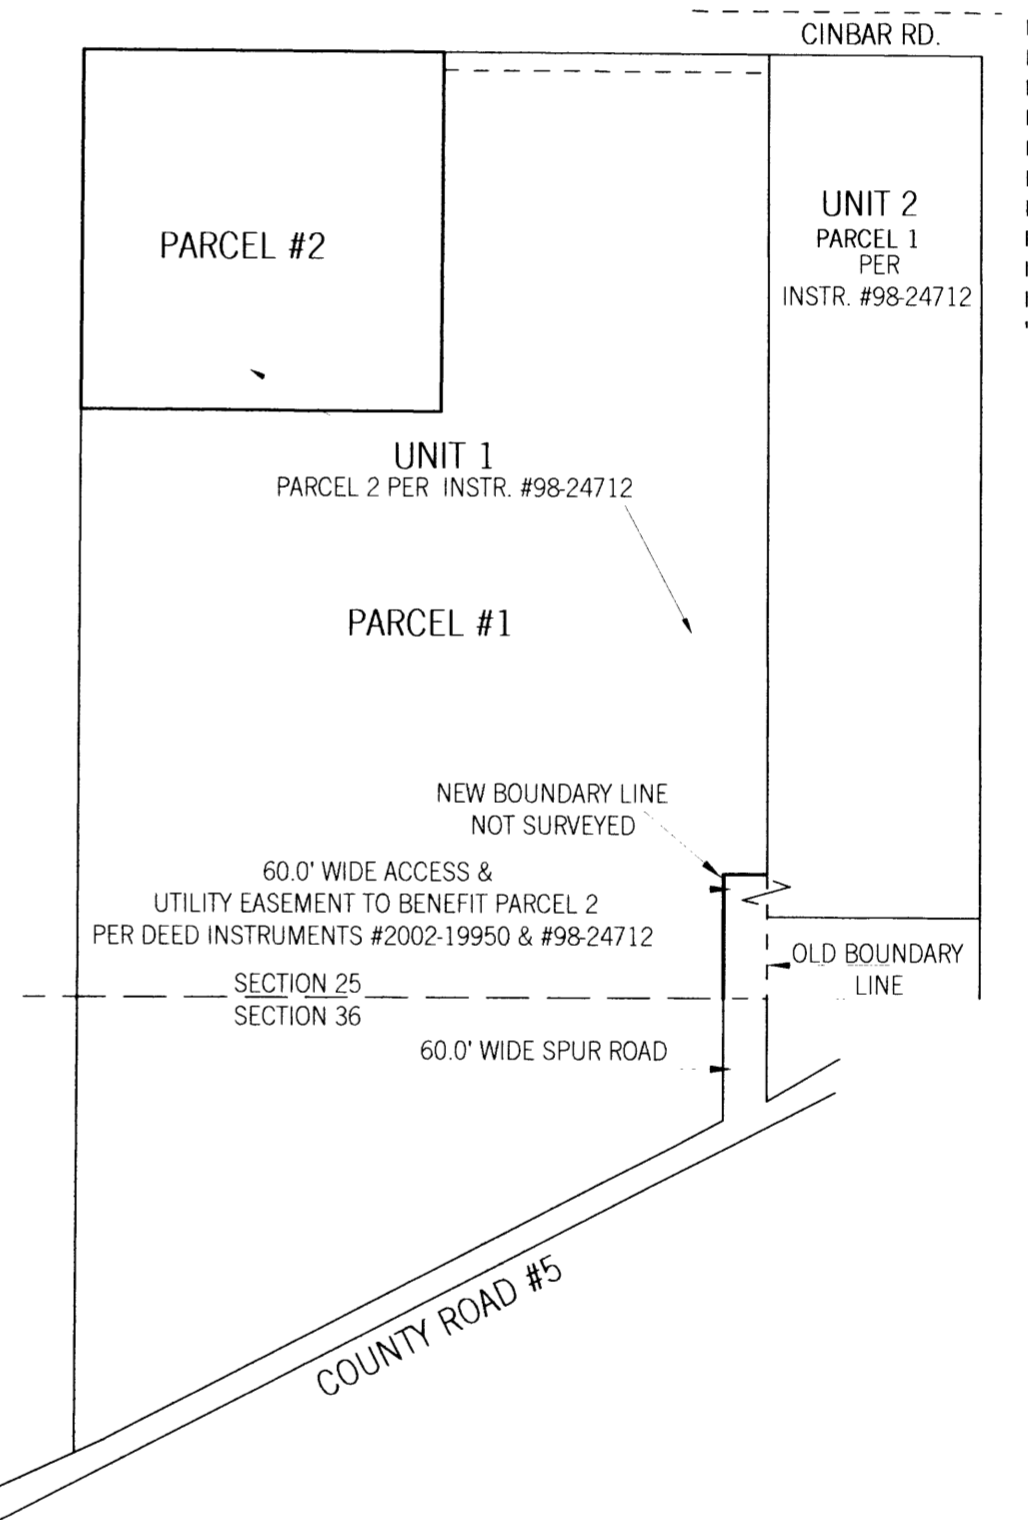 CINBAR RD.
PARCEL #2
UNIT 2
PARCEL 1
PER
INSTR. #98-24712
UNIT 1
PARCEL 2 PER INSTR. #98-24712
PARCEL #1
NEW BOUNDARY LINE
NOT SURVEYED
60.0' WIDE ACCESS &
UTILITY EASEMENT TO BENEFIT PARCEL 2
PER DEED INSTRUMENTS #2002-19950 & #98-24712
OLD BOUNDARY
LINE
SECTION 25
SECTION 36
60.0' WIDE SPUR ROAD
COUNTY ROAD #5